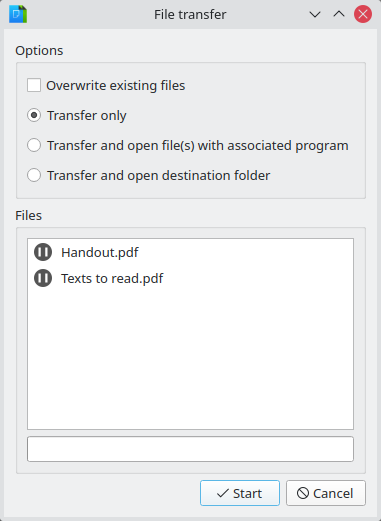 File transfer
Options
Overwrite existing files
Transfer only
Transfer and open file(s) with associated program
Transfer and open destination folder
Files
Handout.pdf
Texts to read.pdf
Start
Cancel